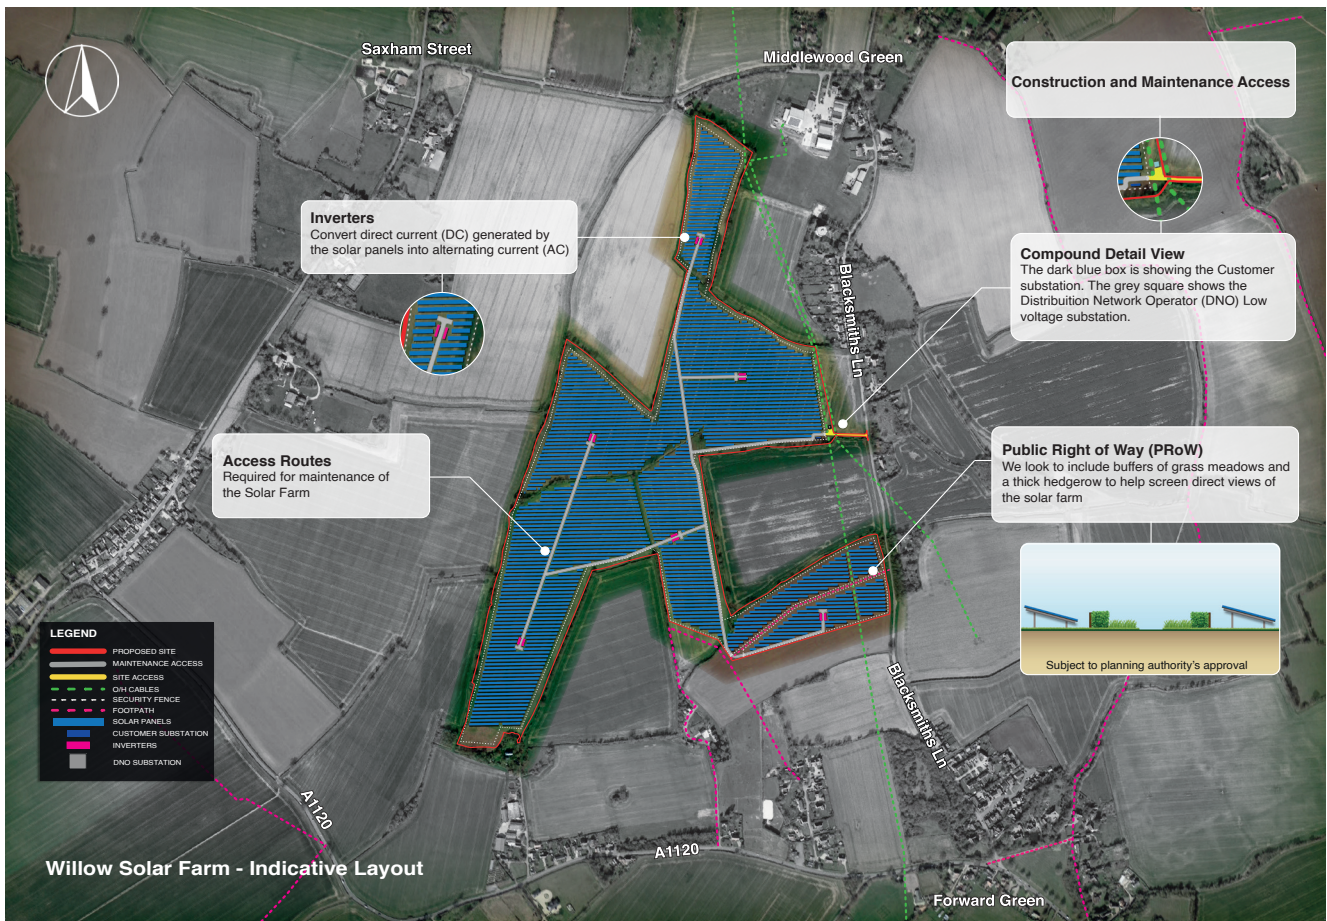 Saxham Street
Middlewood Green
Construction and Maintenance Access
Inverters
Convert direct current (DC) generated by
the solar panels into alternating current (AC)
Compound Detail View
The dark blue box is showing the Customer
substation. The grey square shows the
Distribuition Network Operator (DNO) Low
voltage substation.
Blacksmiths Ln
Access Routes
Required for maintenance of
the Solar Farm
Public Right of Way (PRoW)
We look to include buffers of grass meadows and
a thick hedgerow to help screen direct views of
the solar farm
Subject to planning authority's approval
LEGEND
PROPOSED SITE
MAINTENANCE ACCESS
SITE ACCESS
O/H CABLES
SECURITY FENCE
FOOTPATH
SOLAR PANELS
CUSTOMER SUBSTATION
INVERTERS
DNO SUBSTATION
Blacksmiths Ln
A1120
A1120
Willow Solar Farm - Indicative Layout
Forward Green